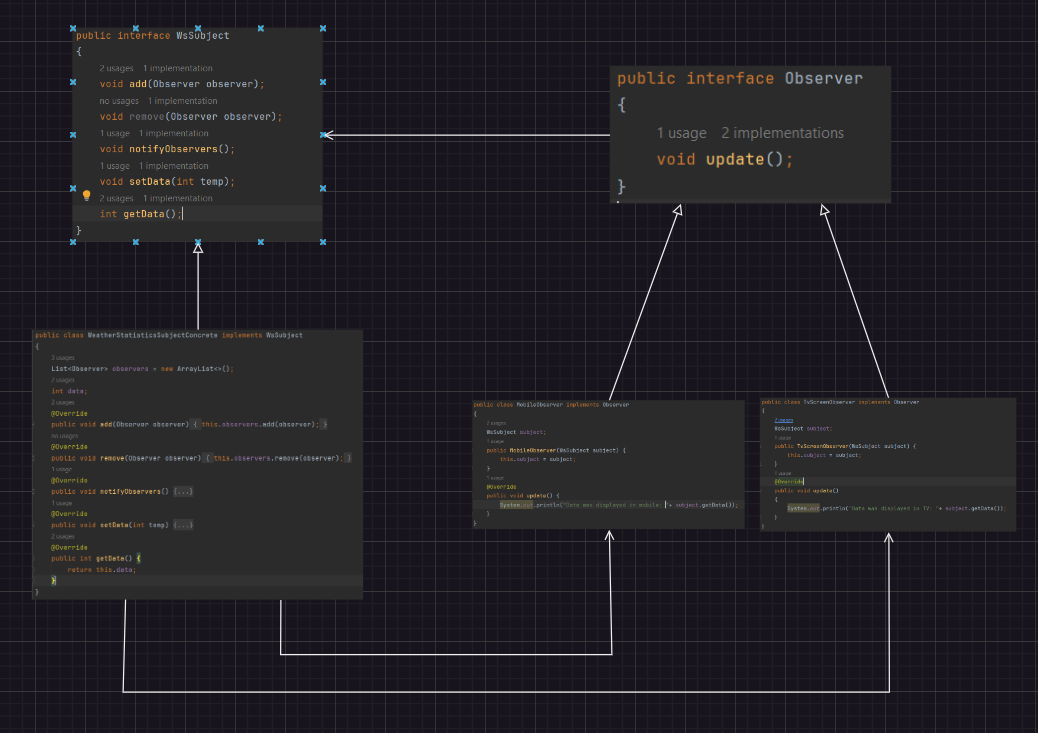 public interface WsSubject
{
2 usages 1 implementation
void add(Observer observer);
no usages 1 implementation
void remove(Observer observer);
1 usage 1 implementation
void notifyObservers();
1 usage 1 implementation
void setData(int temp);
2 usages 1 implementation
int getData();
}
public interface Observer
{
1 usage 2 implementations
void update();
}
public class WeatherStatisticsSubjectConcrete implements WsSubject
{
3 usages
List<Observer> observers = new ArrayList<>();
2 usages
int data;
2 usages
@Override
public void add(Observer observer) { this.observers.add(observer); }
no usages
@Override
public void remove(Observer observer) { this.observers.remove(observer); }
1 usage
@Override
public void notifyObservers() {...}
1 usage
@Override
public void setData(int temp) {...}
2 usages
@Override
public int getData() {
return this.data;
}
}
public class MobileObserver implements Observer
{
2 usages
WsSubject subject;
1 usage
public MobileObserver(WsSubject subject) {
this.subject = subject;
}
1 usage
@Override
public void update() {
System.out.println("Data was displayed in mobile. "+ subject.getData());
}
}
public class TvScreenObserver implements Observer
{
2 usages
WsSubject subject;
1 usage
public TvScreenObserver(WsSubject subject) {
this.subject = subject;
}
1 usage
@Override
public void update()
{
System.out.println("Data was displayed in TV: "+ subject.getData());
}
}